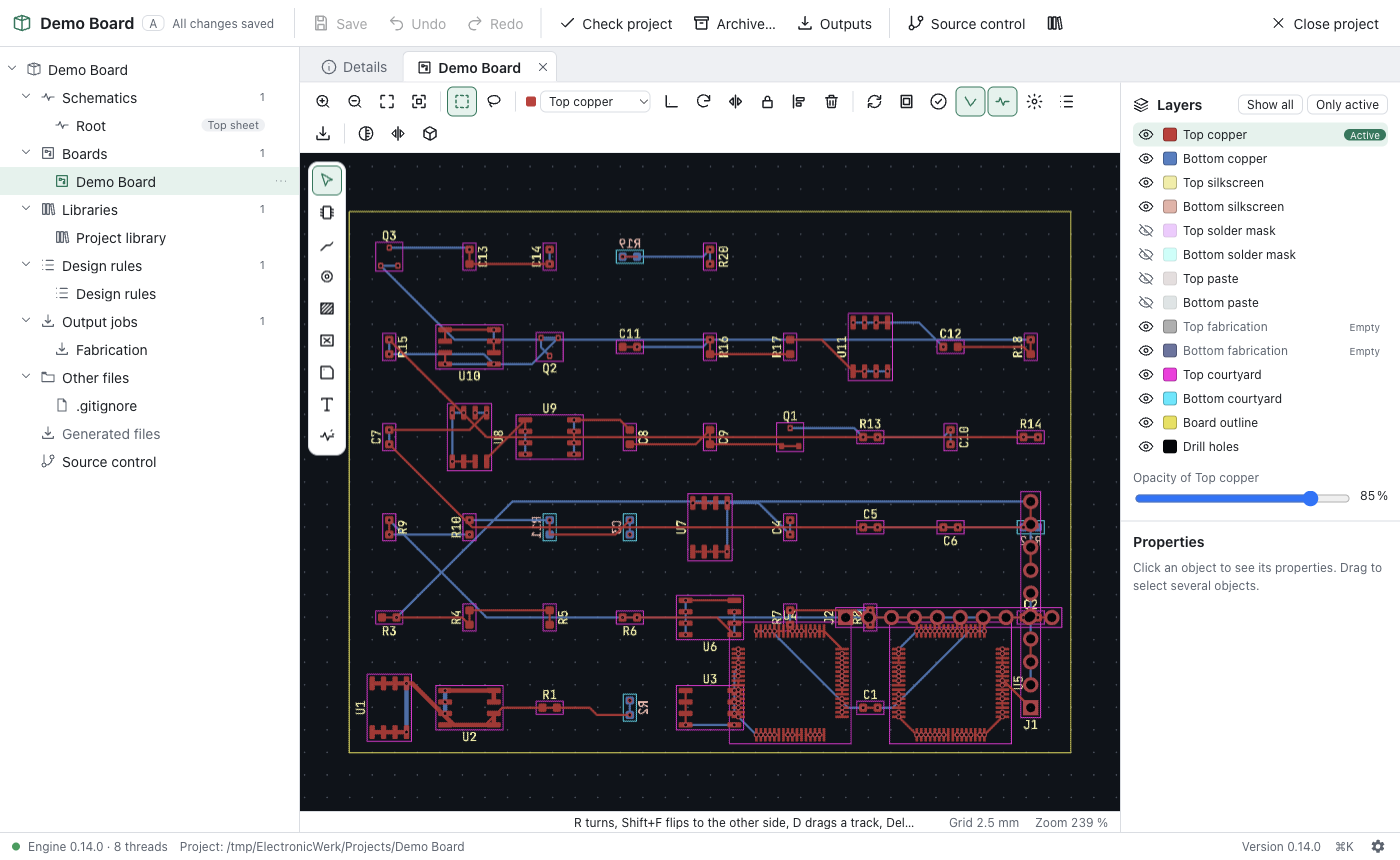 Demo Board A All changes saved Save Undo Redo Check project Archive... Outputs Source control Close project
Demo Board
Schematics 1
Root Top sheet
Boards 1
Demo Board ...
Libraries 1
Project library
Design rules 1
Design rules
Output jobs 1
Fabrication
Other files
.gitignore
Generated files
Source control
Details Demo Board
Top copper
Q3 C13 C14 R19 R20
R15 U10 Q2 C11 R16 R17 U11 C12 R18
C7 U8 U9 C8 C9 Q1 R13 C10 R14
R9 R10 R11 C3 U7 C4 C5 C6
R3 R4 R5 R6 U6 R7 U4 J2 R8 C2
U1 U2 R1 R2 U3 C1 U5 J1
Layers Show all Only active
Top copper Active
Bottom copper
Top silkscreen
Bottom silkscreen
Top solder mask
Bottom solder mask
Top paste
Bottom paste
Top fabrication Empty
Bottom fabrication Empty
Top courtyard
Bottom courtyard
Board outline
Drill holes
Opacity of Top copper
85 %
Properties
Click an object to see its properties. Drag to
select several objects.
R turns, Shift+F flips to the other side, D drags a track, Del... Grid 2.5 mm Zoom 239 %
Engine 0.14.0 · 8 threads Project: /tmp/ElectronicWerk/Projects/Demo Board Version 0.14.0 ⌘K